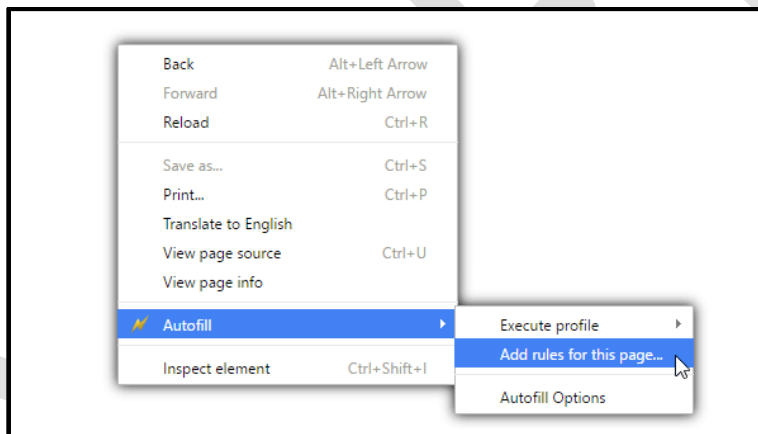 Back Alt+Left Arrow
Forward Alt+Right Arrow
Reload Ctrl+R
Save as... Ctrl+S
Print... Ctrl+P
Translate to English
View page source Ctrl+U
View page info
Autofill
Inspect element Ctrl+Shift+I
Execute profile
Add rules for this page...
Autofill Options